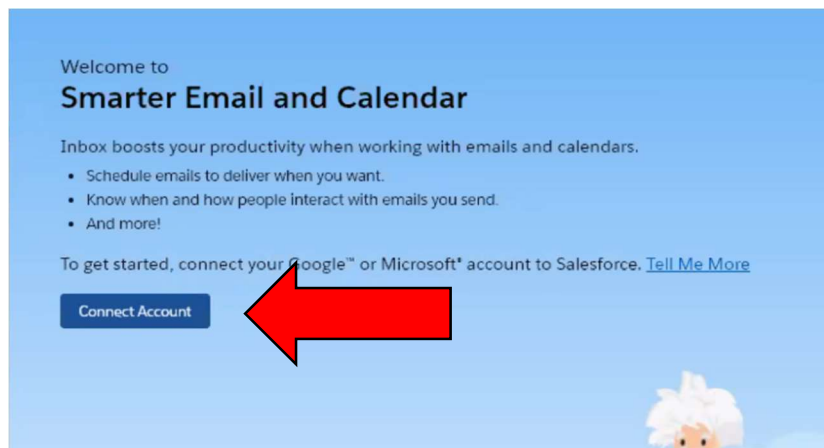 Welcome to
Smarter Email and Calendar
Inbox boosts your productivity when working with emails and calendars.
• Schedule emails to deliver when you want.
• Know when and how people interact with emails you send.
• And more!
To get started, connect your Google™ or Microsoft® account to Salesforce. Tell Me More
Connect Account